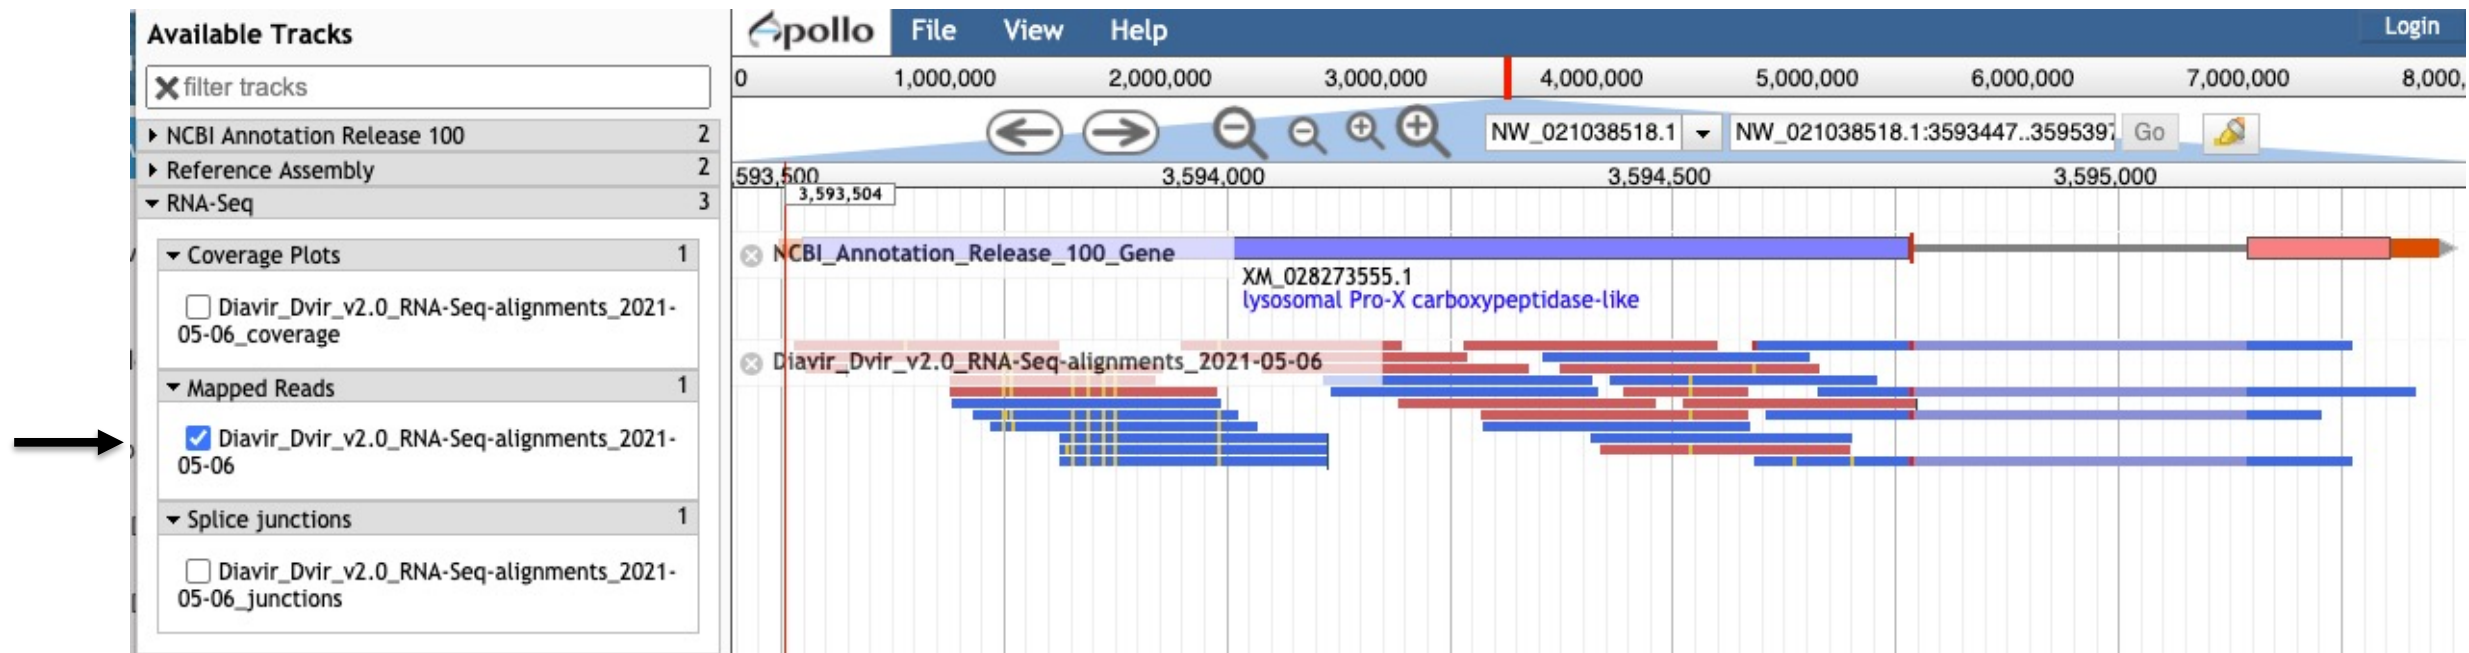 Available Tracks
filter tracks
NCBI Annotation Release 100 2
Reference Assembly 2
RNA-Seq 3
Coverage Plots 1
Diavir_Dvir_v2.0_RNA-Seq-alignments_2021-
05-06_coverage
Mapped Reads 1
Diavir_Dvir_v2.0_RNA-Seq-alignments_2021-
05-06
Splice junctions 1
Diavir_Dvir_v2.0_RNA-Seq-alignments_2021-
05-06_junctions
Apollo File View Help Login
0 1,000,000 2,000,000 3,000,000 4,000,000 5,000,000 6,000,000 7,000,000 8,000,
NW_021038518.1 NW_021038518.1:3593447..3595397 Go
,593,500 3,594,000 3,594,500 3,595,000
3,593,504
NCBI_Annotation_Release_100_Gene
XM_028273555.1
lysosomal Pro-X carboxypeptidase-like
Diavir_Dvir_v2.0_RNA-Seq-alignments_2021-05-06